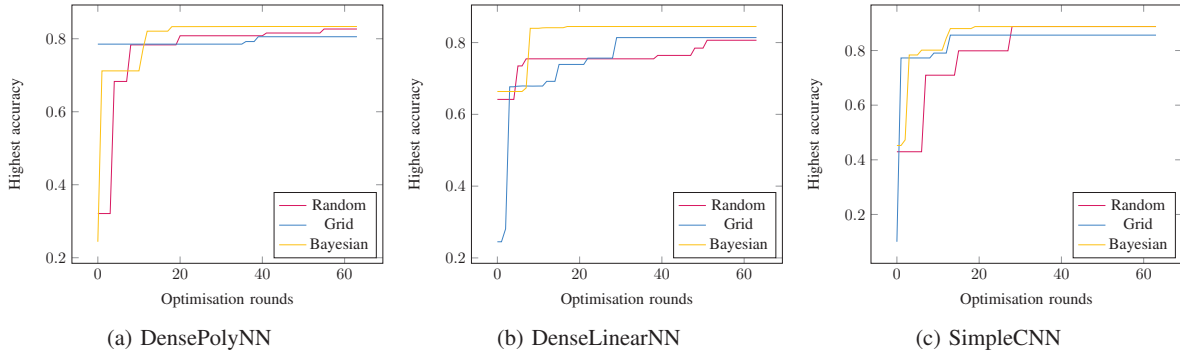 Highest accuracy
0.8
0.6
0.4
0.2
0
20
40
60
Optimisation rounds
Random
Grid
Bayesian
(a) DensePolyNN
Highest accuracy
0.8
0.6
0.4
0.2
0
20
40
60
Optimisation rounds
Random
Grid
Bayesian
(b) DenseLinearNN
Highest accuracy
0.8
0.6
0.4
0.2
0
20
40
60
Optimisation rounds
Random
Grid
Bayesian
(c) SimpleCNN